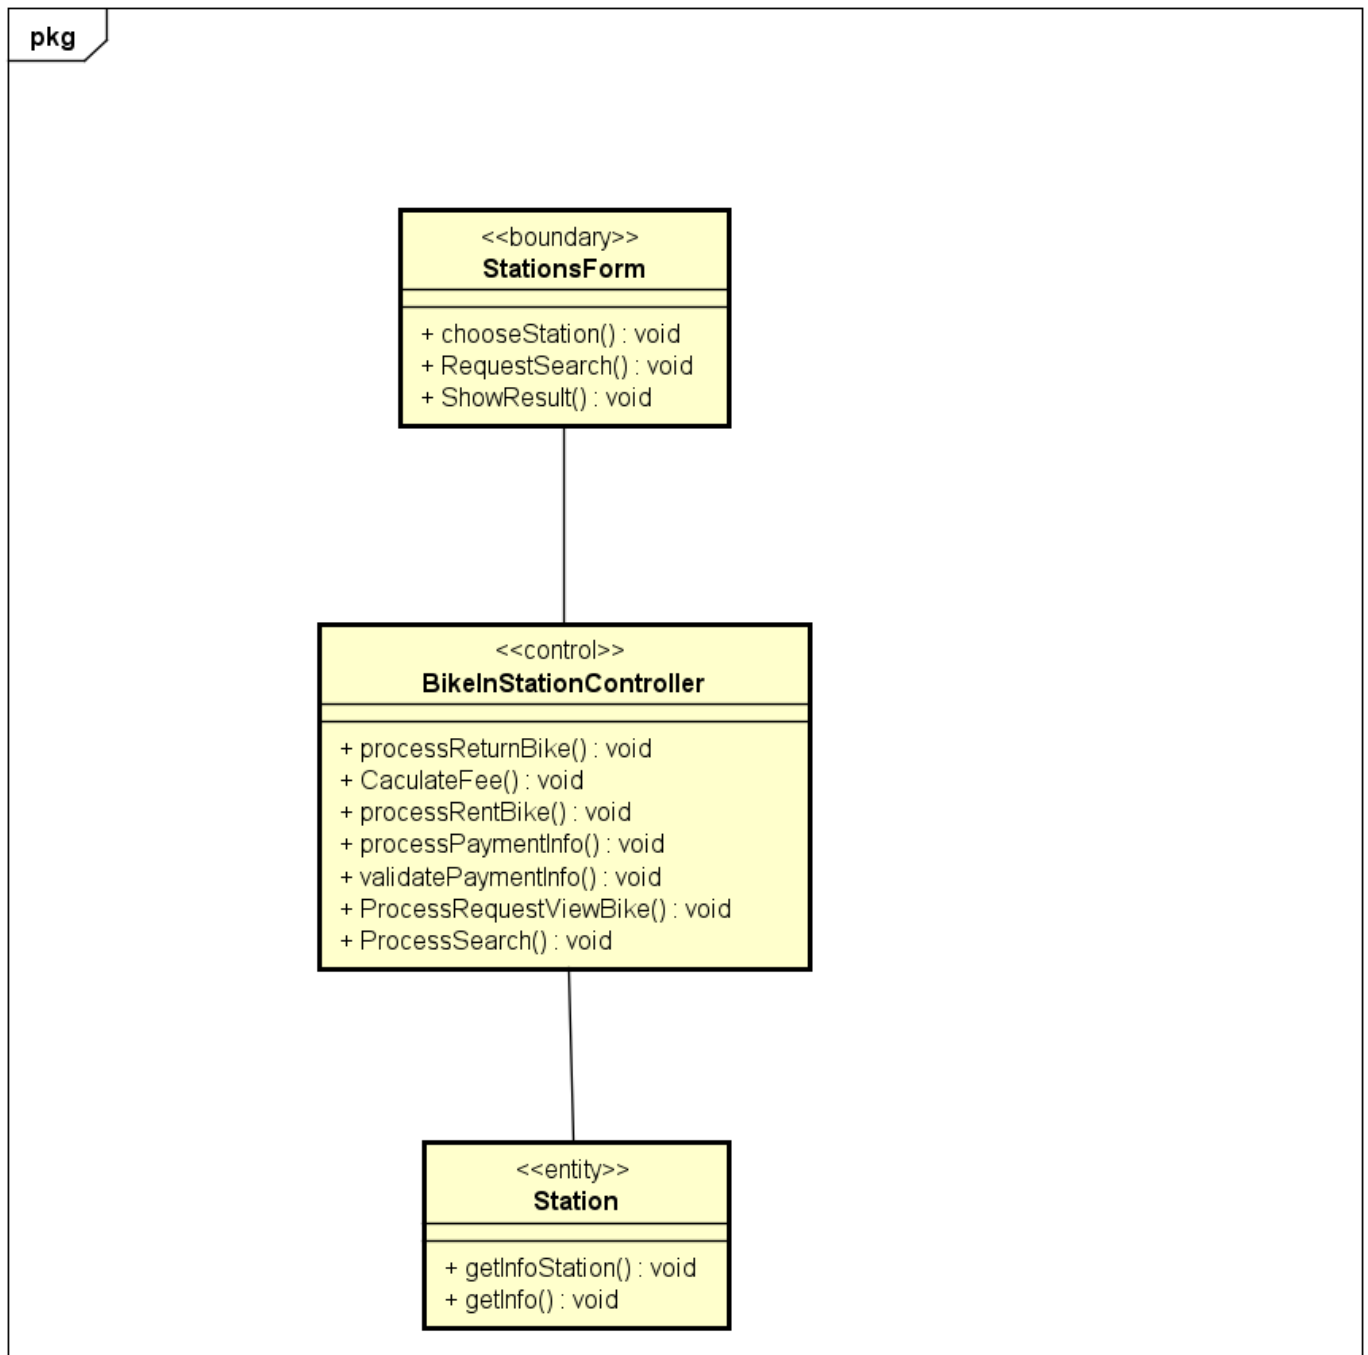 pkg
<<boundary>>
StationsForm
+ chooseStation() : void
+ RequestSearch() : void
+ ShowResult() : void
<<control>>
BikeInStationController
+ processReturnBike() : void
+ CaculateFee() : void
+ processRentBike() : void
+ processPaymentInfo() : void
+ validatePaymentInfo() : void
+ ProcessRequestViewBike() : void
+ ProcessSearch() : void
<<entity>>
Station
+ getInfoStation() : void
+ getInfo() : void